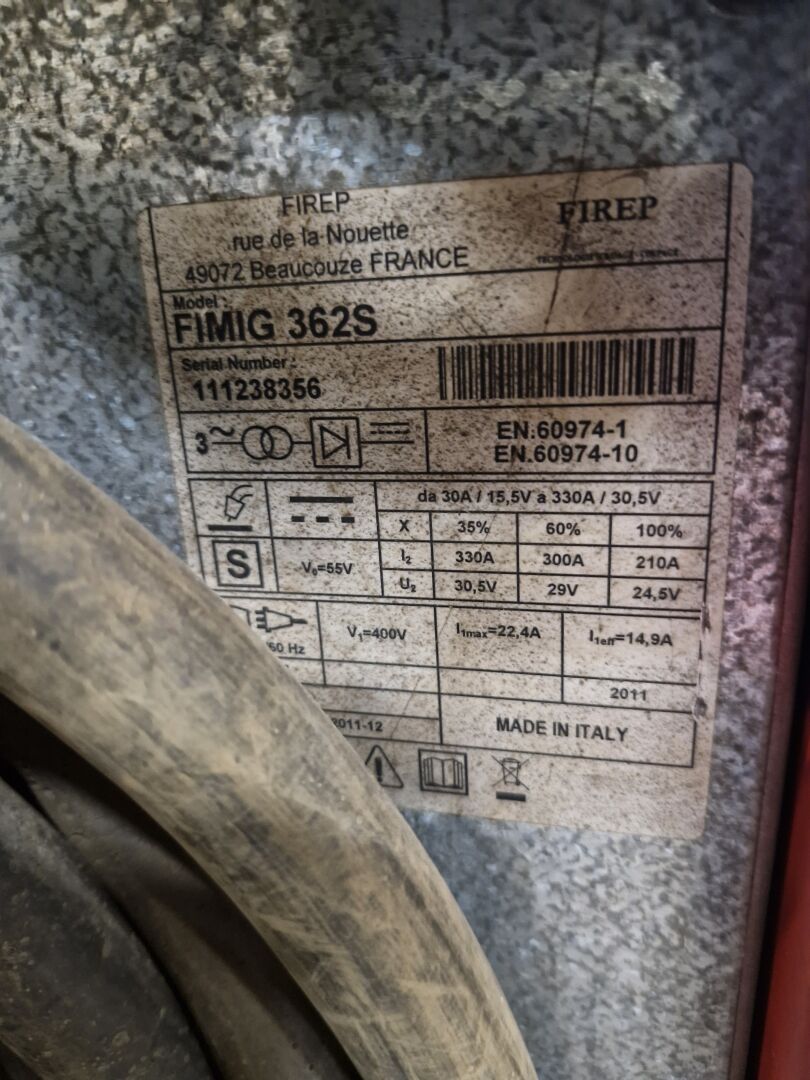 FIREP
rue de la Nouette
49072 Beaucouze FRANCE
FIREP
Model :
FIMIG 362S
Serial Number :
111238356
3~
EN.60974-1
EN.60974-10
da 30A / 15,5V a 330A / 30,5V
X 35% 60% 100%
I2 330A 300A 210A
U2 30,5V 29V 24,5V
S
V0=55V
60 Hz
V1=400V
I1max=22,4A
I1eff=14,9A
2011
2011-12
MADE IN ITALY